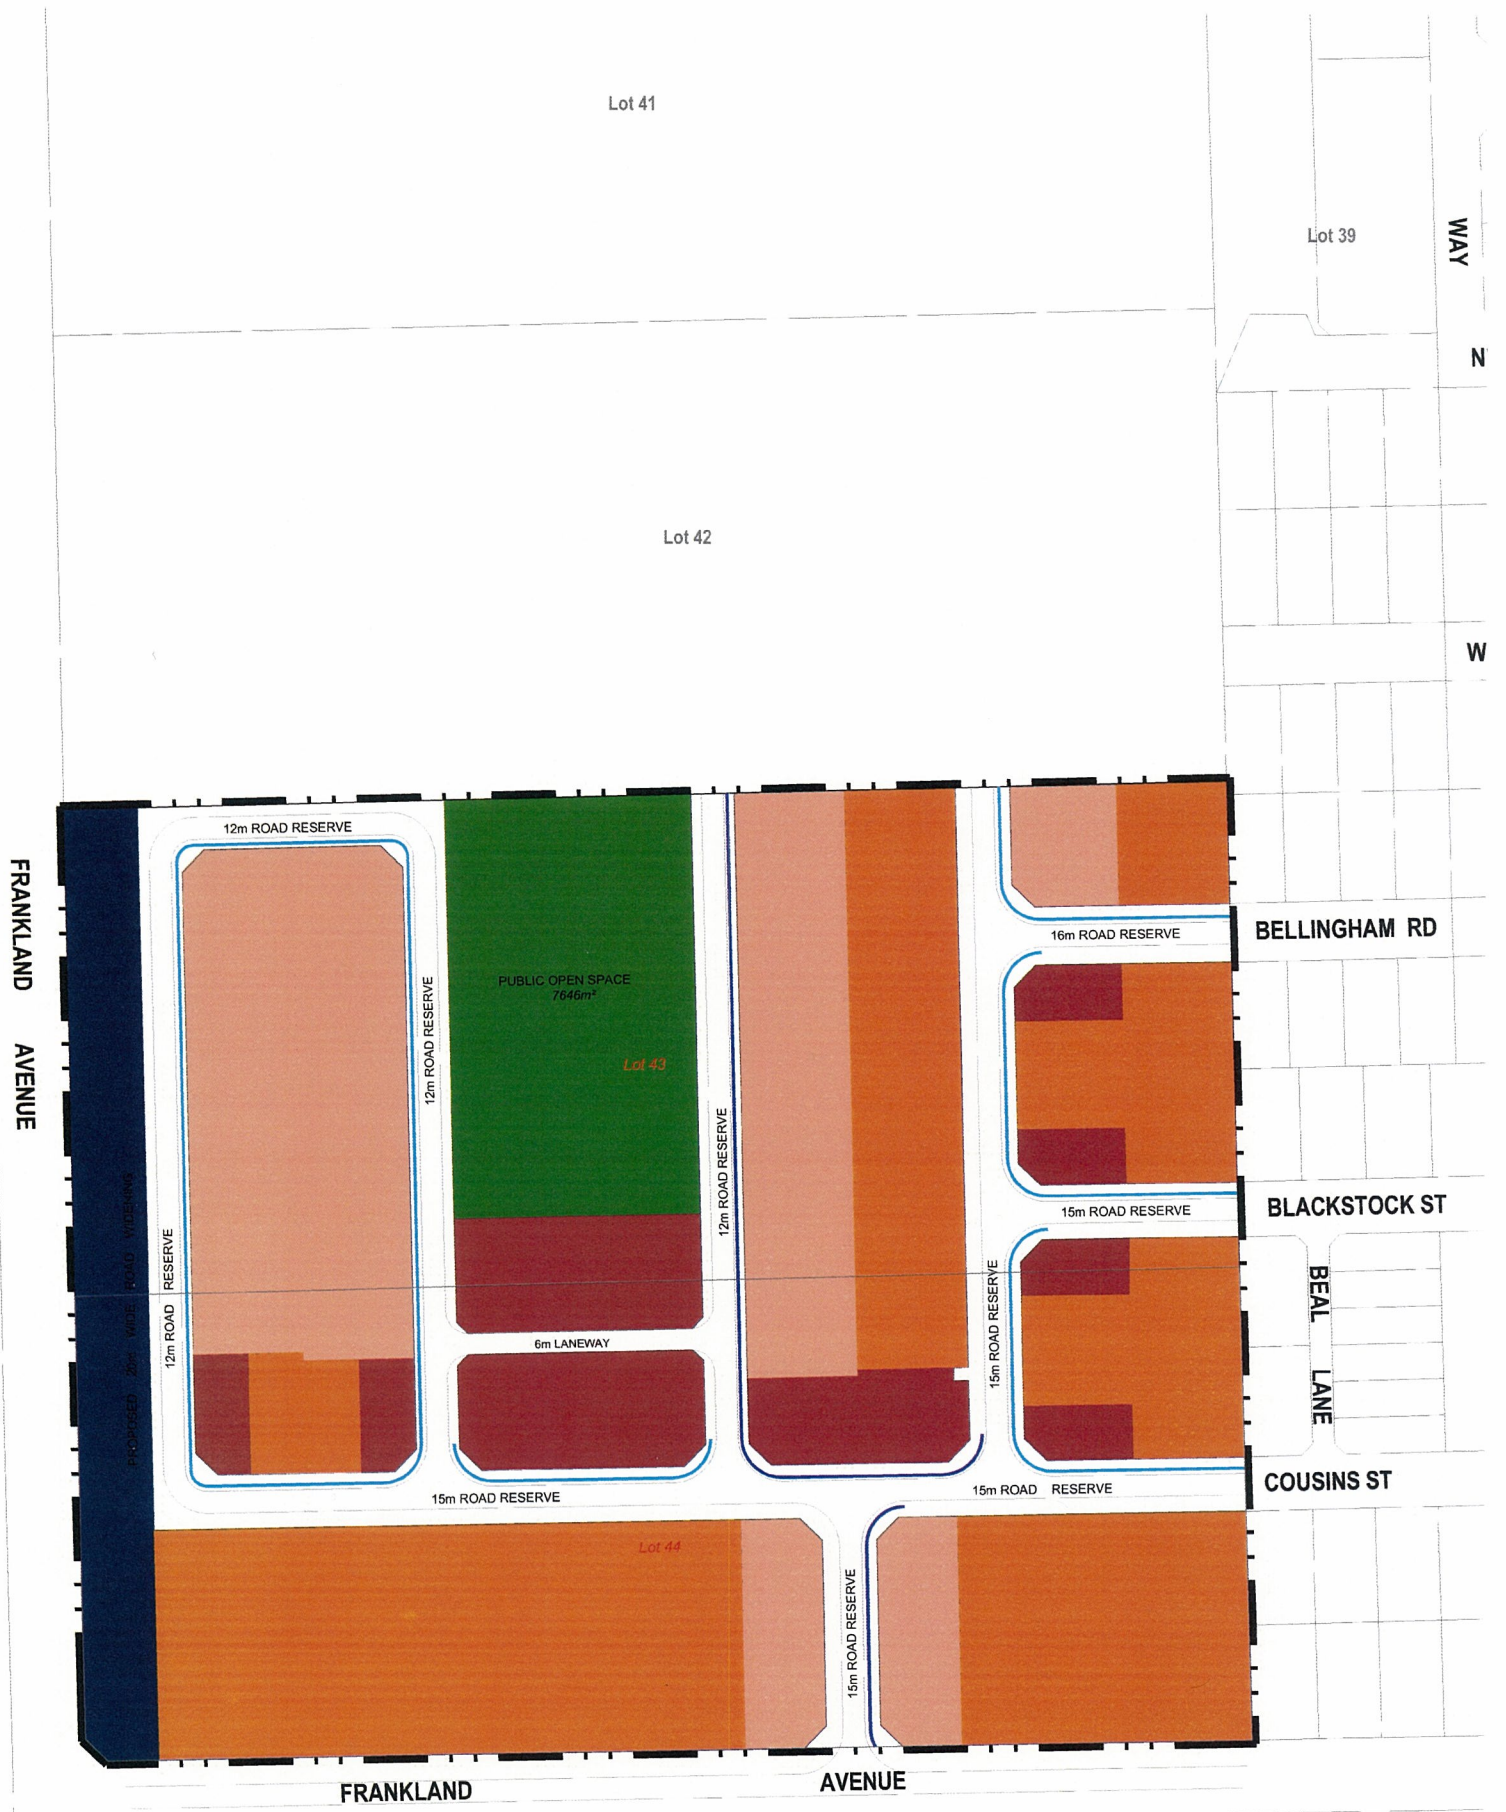 Lot 41
Lot 39
WAY
N
Lot 42
W
12m ROAD RESERVE
FRANKLAND AVENUE
BELLINGHAM RD
16m ROAD RESERVE
PUBLIC OPEN SPACE
7646m²
12m ROAD RESERVE
Lot 43
12m ROAD RESERVE
PROPOSED 20m WIDE ROAD WIDENING
12m ROAD RESERVE
15m ROAD RESERVE
BLACKSTOCK ST
15m ROAD RESERVE
BEAL LANE
6m LANEWAY
15m ROAD RESERVE
15m ROAD RESERVE
COUSINS ST
Lot 44
15m ROAD RESERVE
FRANKLAND AVENUE